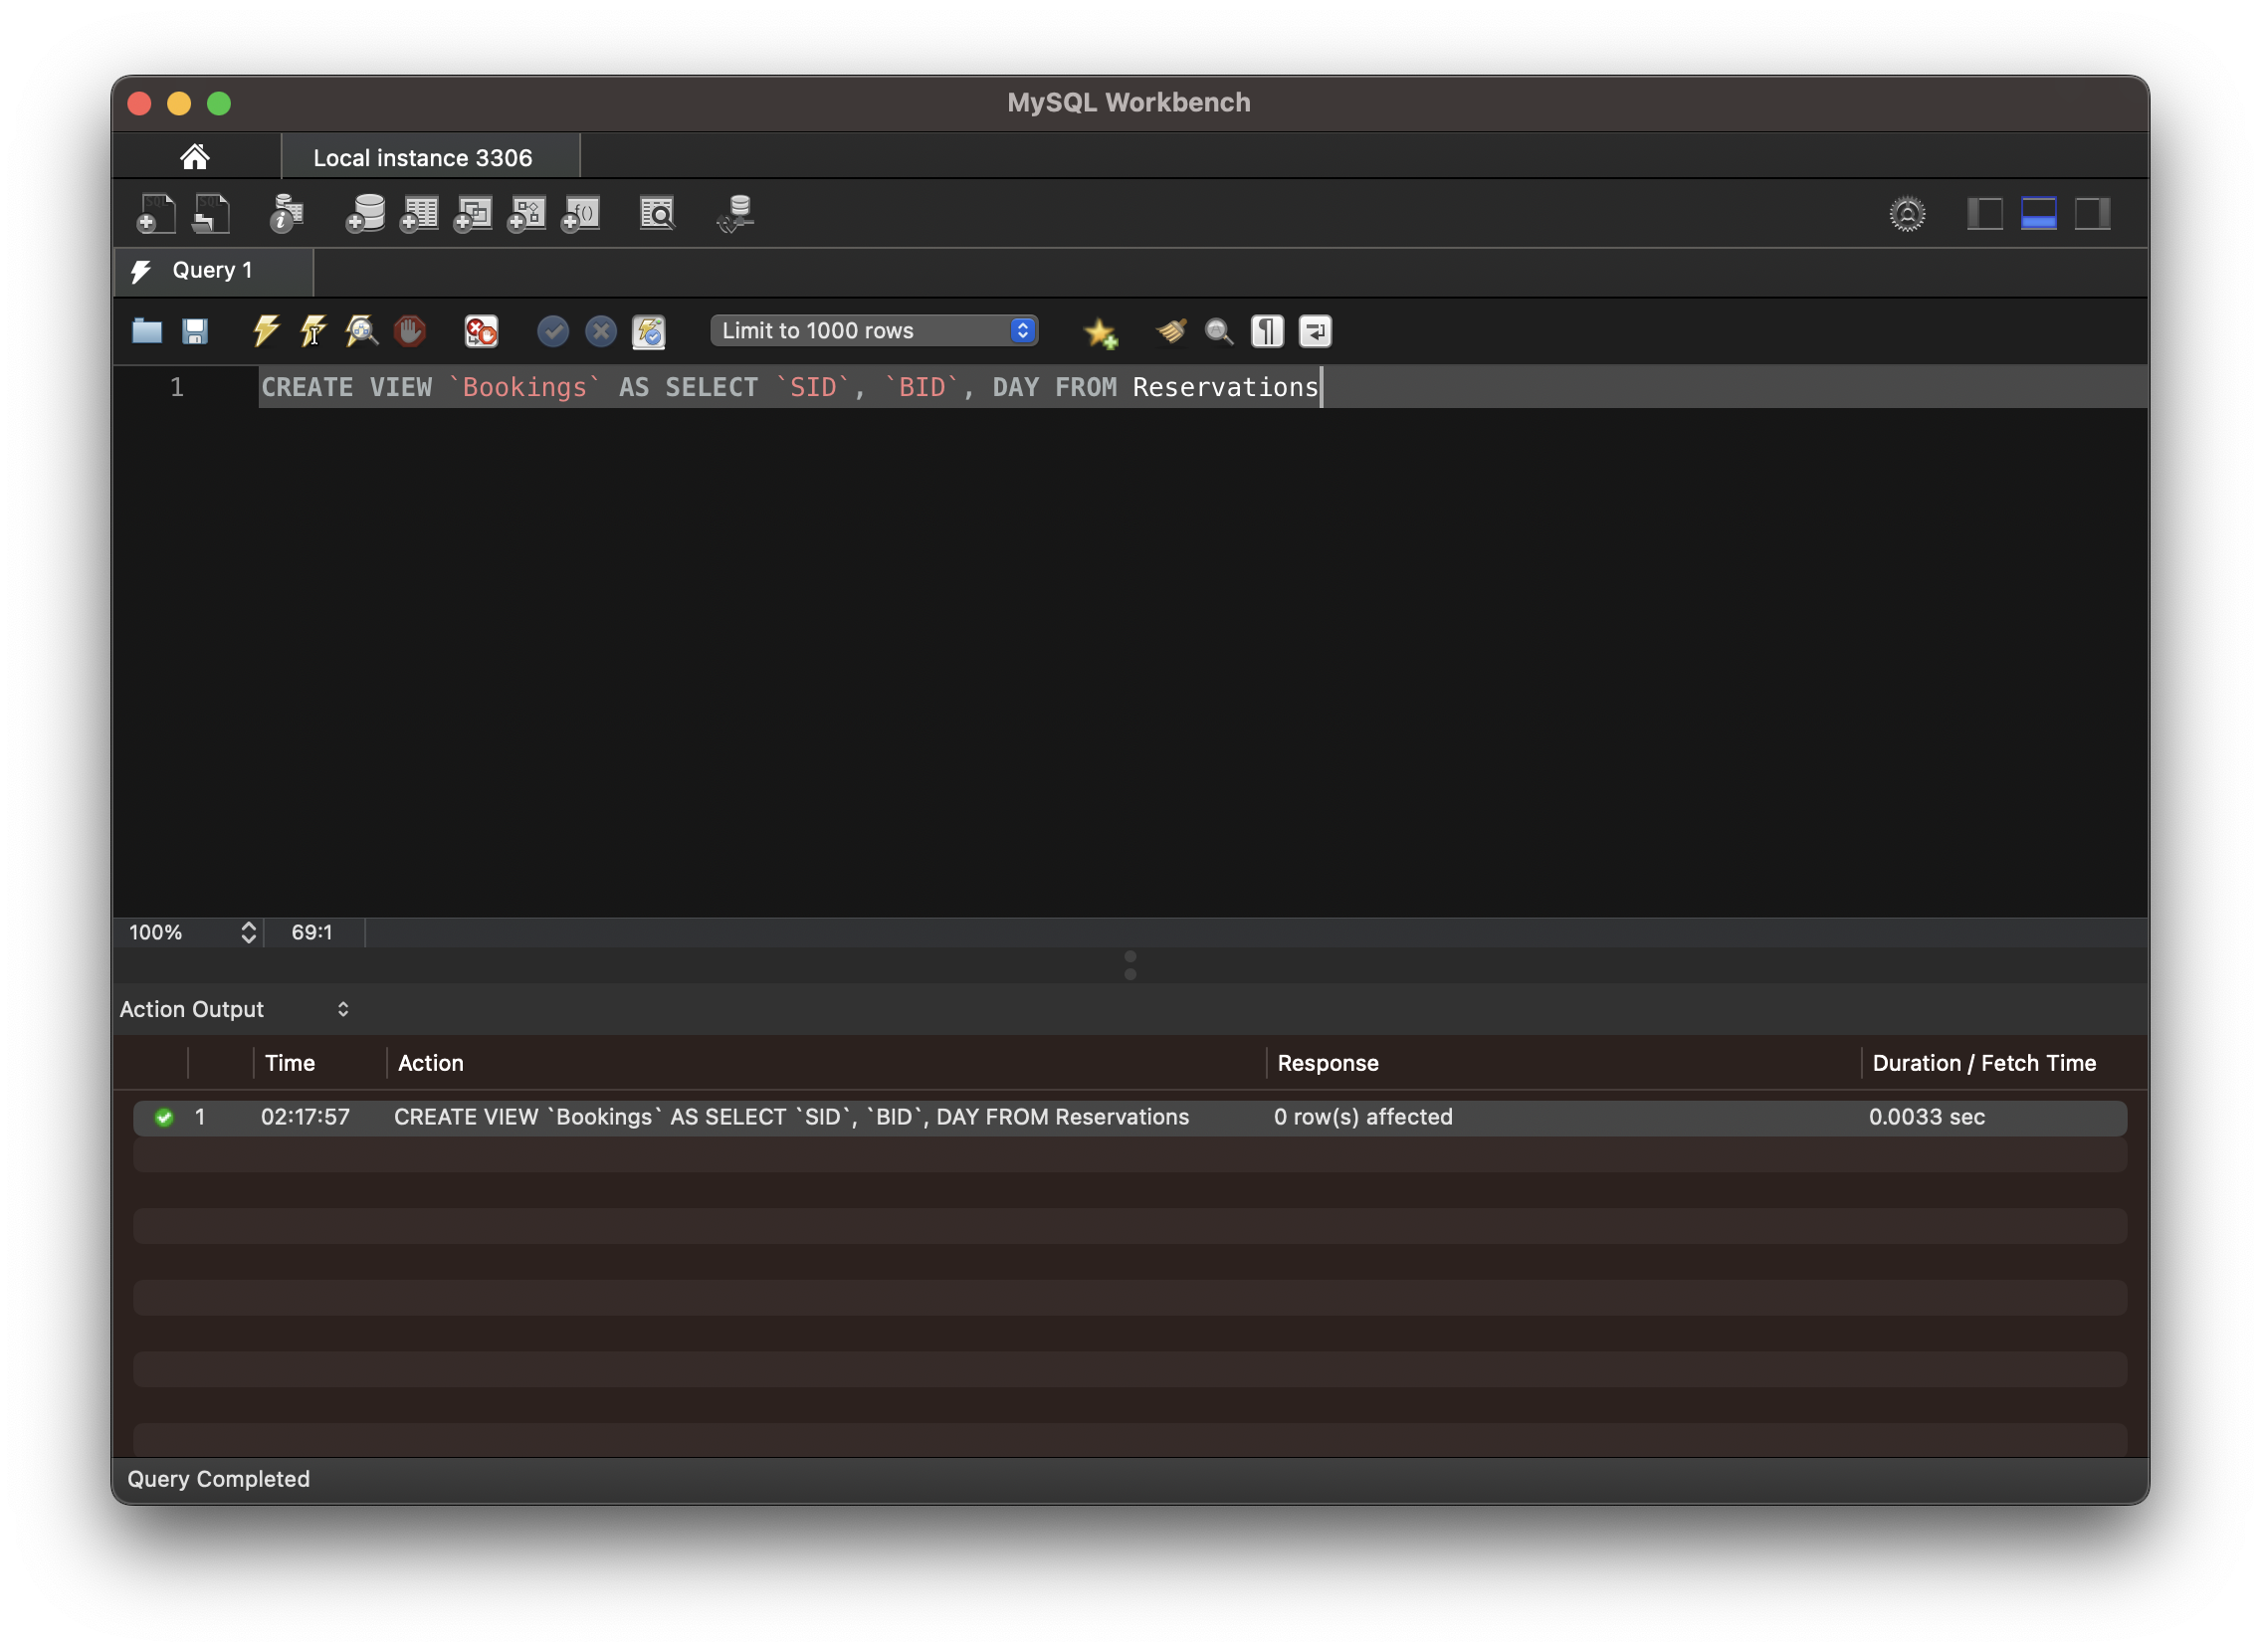 MySQL Workbench
Local instance 3306
Query 1
Limit to 1000 rows
1 CREATE VIEW `Bookings` AS SELECT `SID`, `BID`, DAY FROM Reservations
100% 69:1
Action Output
Time Action Response Duration / Fetch Time
1 02:17:57 CREATE VIEW `Bookings` AS SELECT `SID`, `BID`, DAY FROM Reservations 0 row(s) affected 0.0033 sec
Query Completed